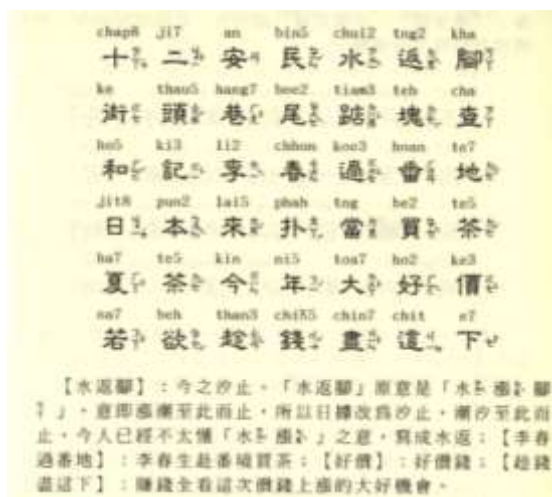 chap8 ji7 an bin5 chui2 tng2 kha
十二安民水返腳
ke thau5 hang7 boe2 tiam3 teh cha
街頭巷尾踮塊查
ho5 ki3 li2 chhun koe3 hoan te7
和記李春過番地
jit8 pun2 lai5 phah tng be2 te5
日本來扑當買茶
ha7 te5 kin ni5 toa7 ho2 ke3
夏茶今年大好價
na7 beh than3 chîⁿ5 chin7 chit e7
若欲趁錢盡這下
【水返腳】:今之汐止。「水返腳」原意是「水漲腳
」,意即漲潮至此而止,所以日據改為汐止,潮汐至此而
止,今人已經不太懂「水漲」之意,寫成水返;【李春
過番地】:李春生赴番境買茶;【好價】:好價錢;【趁錢
盡這下】:賺錢全看這次價錢上漲的大好機會。